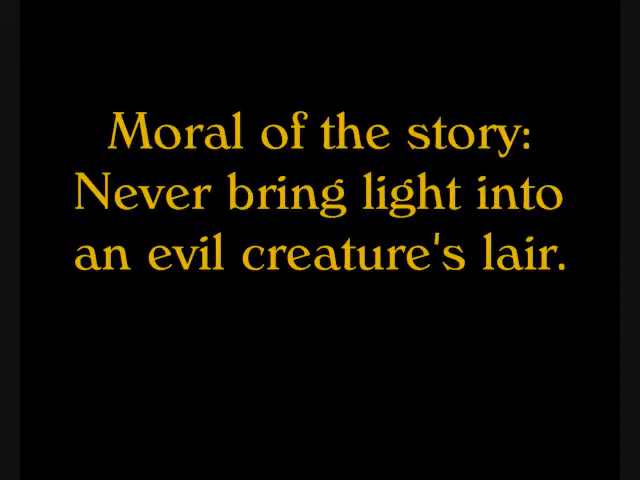 Moral of the story:
Never bring light into
an evil creature's lair.